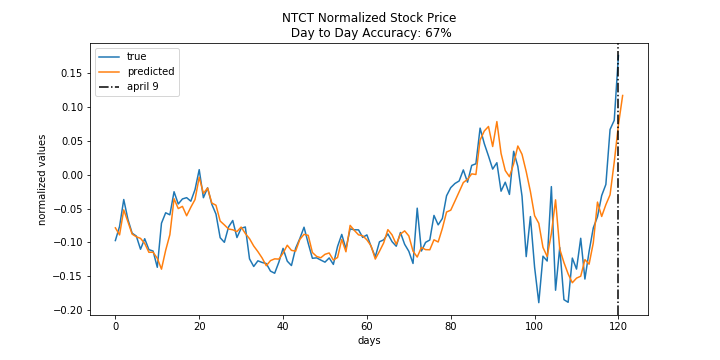 NTCT Normalized Stock Price
Day to Day Accuracy: 67%
true
predicted
april 9
normalized values
0.15
0.10
0.05
0.00
−0.05
−0.10
−0.15
−0.20
0
20
40
60
80
100
120
days